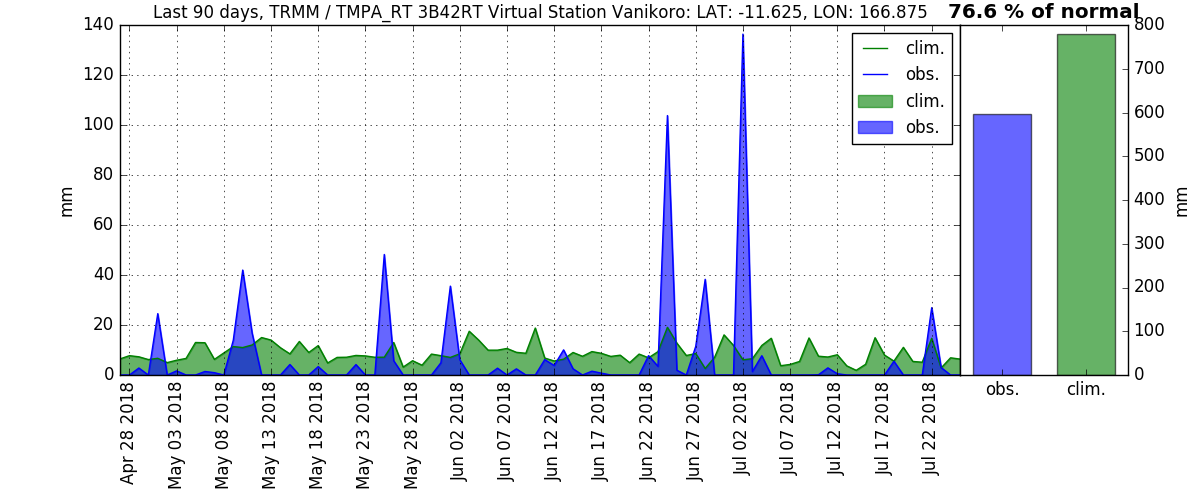 Last 90 days, TRMM / TMPA_RT 3B42RT Virtual Station Vanikoro: LAT: -11.625, LON: 166.875
76.6 % of normal
140
120
100
80
60
40
20
0
mm
clim.
obs.
clim.
obs.
800
700
600
500
400
300
200
100
0
mm
Apr 28 2018
May 03 2018
May 08 2018
May 13 2018
May 18 2018
May 23 2018
May 28 2018
Jun 02 2018
Jun 07 2018
Jun 12 2018
Jun 17 2018
Jun 22 2018
Jun 27 2018
Jul 02 2018
Jul 07 2018
Jul 12 2018
Jul 17 2018
Jul 22 2018
obs.
clim.